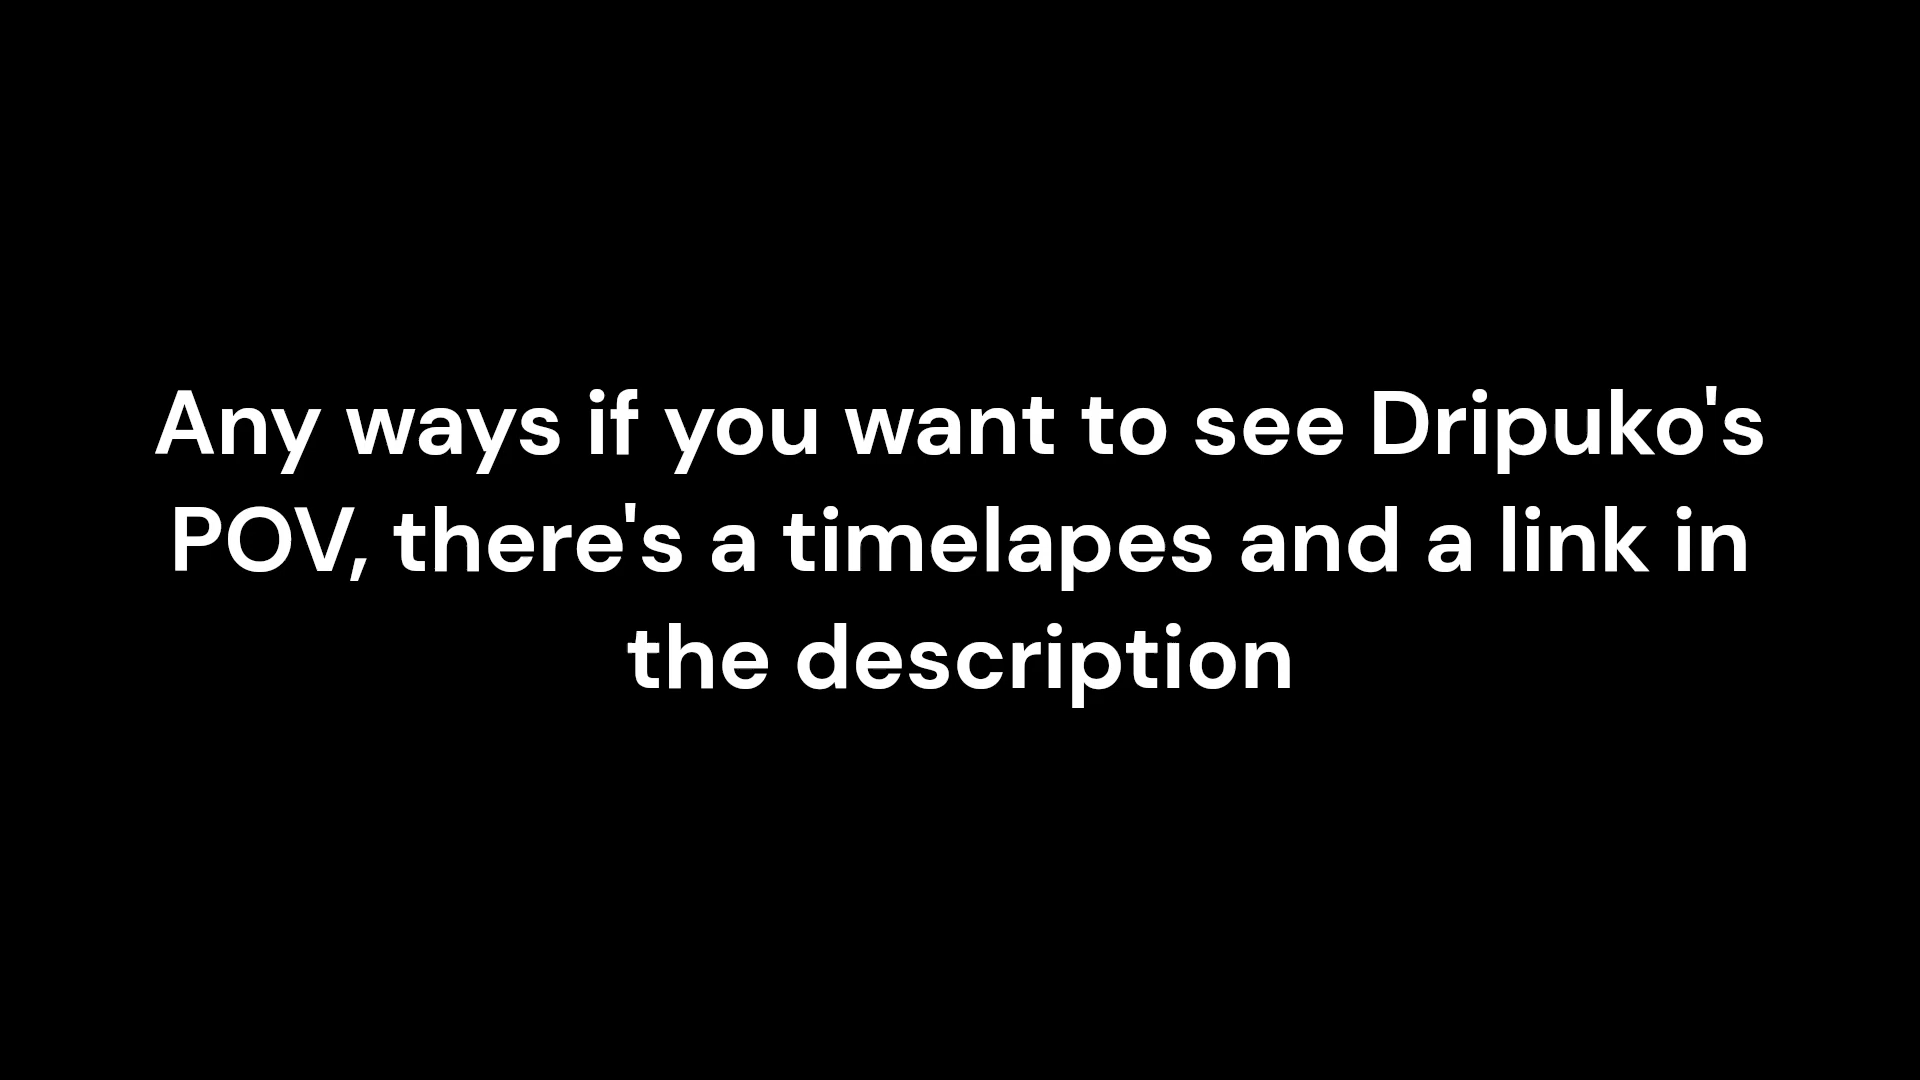 Any ways if you want to see Dripuko's
POV, there's a timelapes and a link in
the description